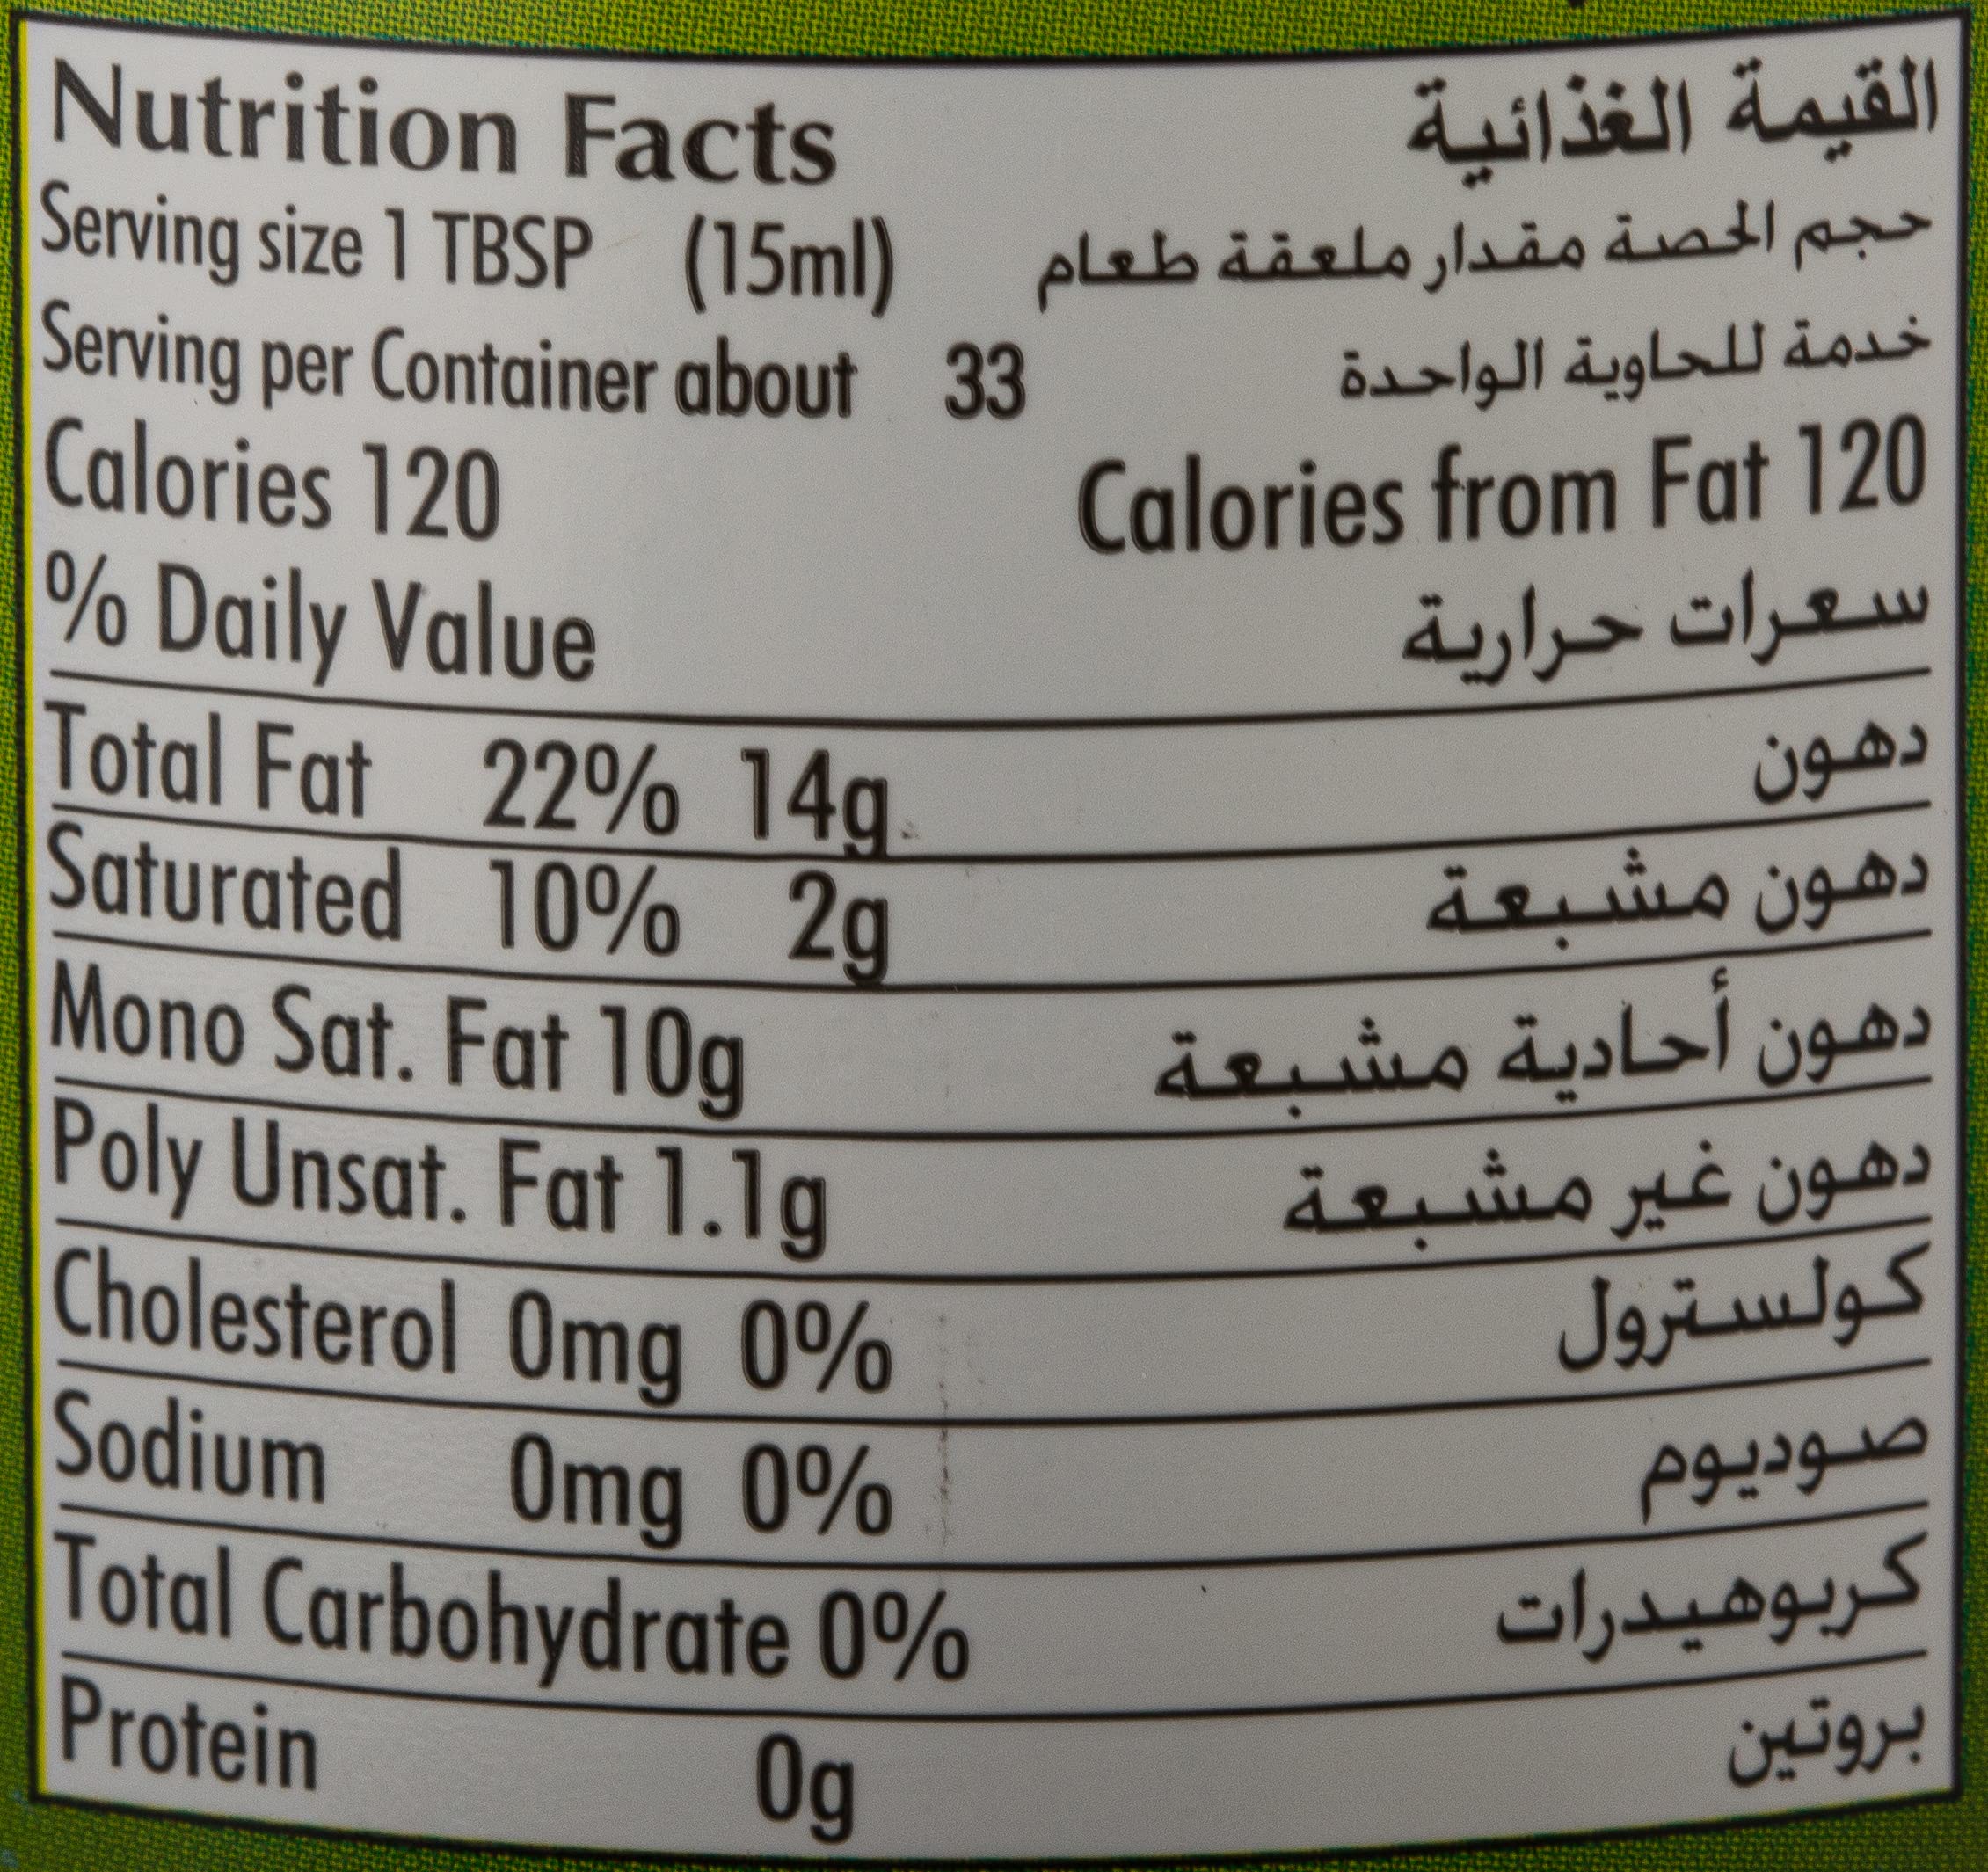 Nutrition Facts القيمة الغذائية
Serving size 1 TBSP (15ml) حجم الحصة مقدار ملعقة طعام
Serving per Container about 33 خدمة للحاوية الواحدة
Calories 120 Calories from Fat 120
% Daily Value سعرات حرارية
Total Fat 22% 14g دهون
Saturated 10% 2g دهون مشبعة
Mono Sat. Fat 10g دهون أحادية مشبعة
Poly Unsat. Fat 1.1g دهون غير مشبعة
Cholesterol 0mg 0% كولسترول
Sodium 0mg 0% صوديوم
Total Carbohydrate 0% كربوهيدرات
Protein 0g بروتين